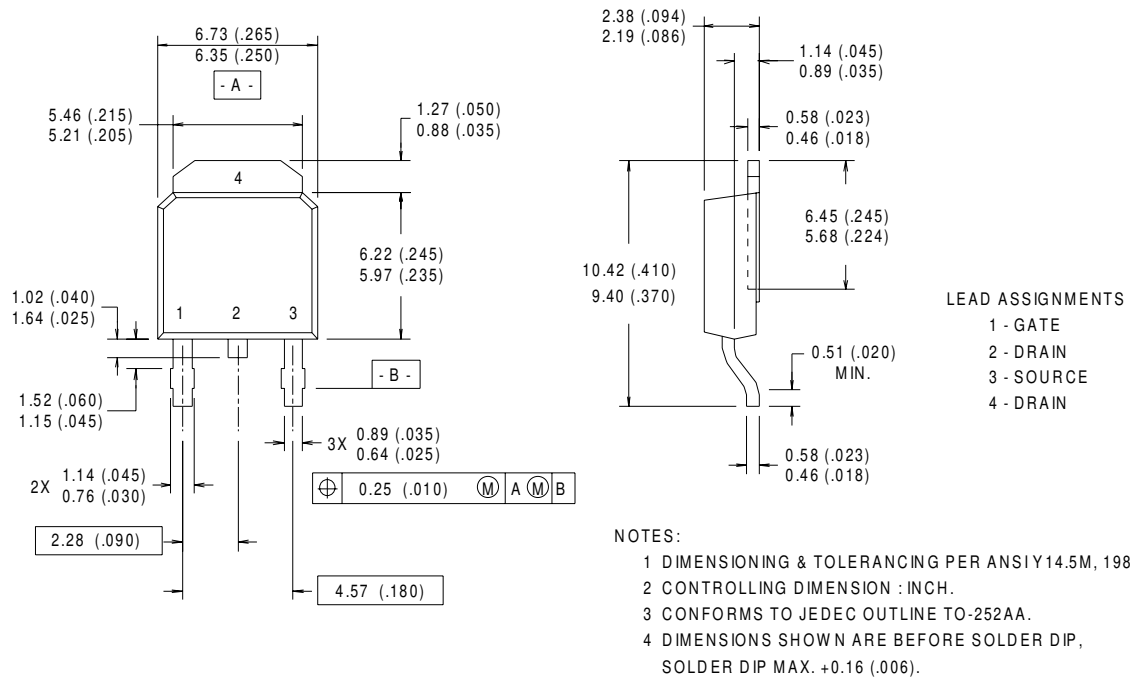 6.73 (.265)
6.35 (.250)
- A -
5.46 (.215)
5.21 (.205)
1.27 (.050)
0.88 (.035)
4
6.22 (.245)
5.97 (.235)
1.02 (.040)
1.64 (.025)
1 2 3
- B -
1.52 (.060)
1.15 (.045)
3X 0.89 (.035)
0.64 (.025)
2X 1.14 (.045)
0.76 (.030)
⌖ 0.25 (.010) Ⓜ A Ⓜ B
2.28 (.090)
4.57 (.180)
2.38 (.094)
2.19 (.086)
1.14 (.045)
0.89 (.035)
0.58 (.023)
0.46 (.018)
6.45 (.245)
5.68 (.224)
10.42 (.410)
9.40 (.370)
0.51 (.020)
MIN.
0.58 (.023)
0.46 (.018)
LEAD ASSIGNMENTS
1 - GATE
2 - DRAIN
3 - SOURCE
4 - DRAIN
NOTES:
1 DIMENSIONING & TOLERANCING PER ANSI Y14.5M, 198
2 CONTROLLING DIMENSION : INCH.
3 CONFORMS TO JEDEC OUTLINE TO-252AA.
4 DIMENSIONS SHOWN ARE BEFORE SOLDER DIP,
SOLDER DIP MAX. +0.16 (.006).